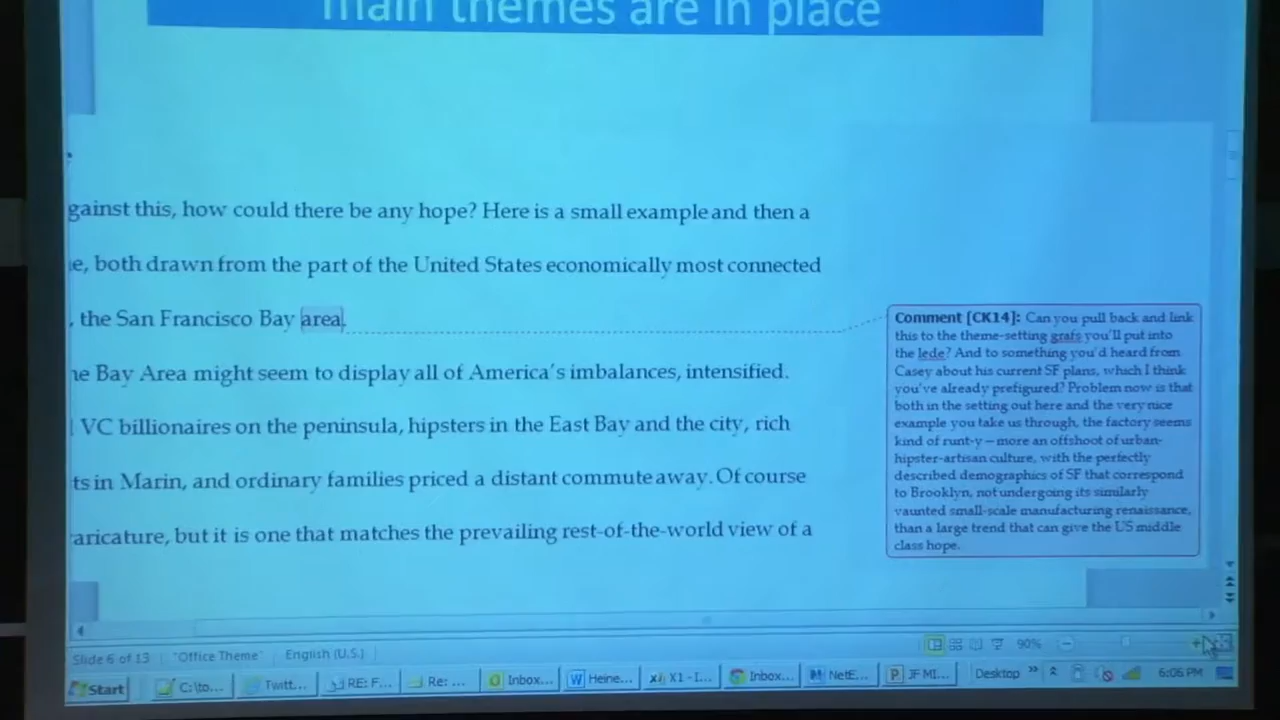 main themes are in place
gainst this, how could there be any hope? Here is a small example and then a
e, both drawn from the part of the United States economically most connected
, the San Francisco Bay area.
e Bay Area might seem to display all of America's imbalances, intensified.
VC billionaires on the peninsula, hipsters in the East Bay and the city, rich
ts in Marin, and ordinary families priced a distant commute away. Of course
aricature, but it is one that matches the prevailing rest-of-the-world view of a
Comment [CK14]: Can you pull back and link
this to the theme-setting grafs you'll put into
the lede? And to something you'd heard from
Casey about his current SF plans, which I think
you've already prefigured? Problem now is that
both in the setting out here and the very nice
example you take us through, the factory seems
kind of runt-y – more an offshoot of urban-
hipster-artisan culture, with the perfectly
described demographics of SF that correspond
to Brooklyn, not undergoing its similarly
vaunted small-scale manufacturing renaissance,
than a large trend that can give the US middle
class hope.
Slide 6 of 13 "Office Theme" English (U.S.) 90%
Start C:\to... Twitt... RE: F... Re: ... Inbox... Heine... X1 - I... Inbox... NetE... JF MI... Desktop 6:06 PM